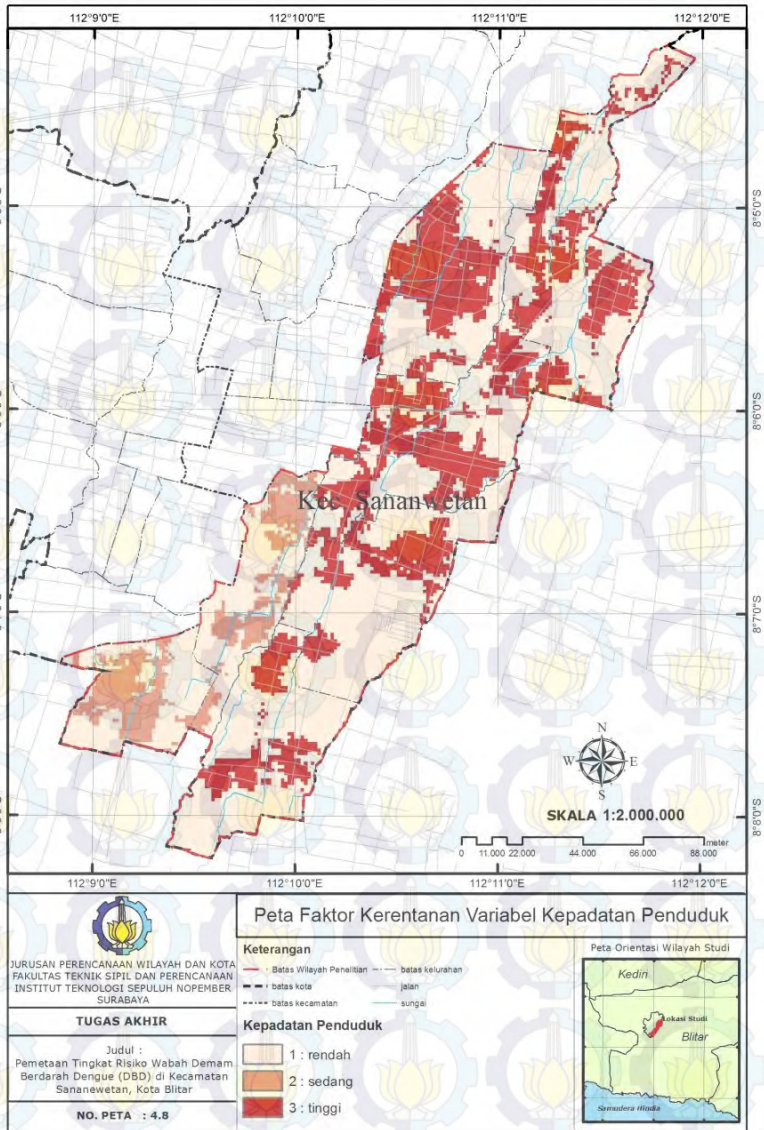 112°9'0"E 112°10'0"E 112°11'0"E 112°12'0"E
8°5'0"S
8°6'0"S
Kec. Sananwetan
8°7'0"S
N
W E
S
SKALA 1:2.000.000
8°8'0"S
meter
0 11.000 22.000 44.000 66.000 88.000
112°9'0"E 112°10'0"E 112°11'0"E 112°12'0"E
JURUSAN PERENCANAAN WILAYAH DAN KOTA
FAKULTAS TEKNIK SIPIL DAN PERENCANAAN
INSTITUT TEKNOLOGI SEPULUH NOPEMBER
SURABAYA
TUGAS AKHIR
Judul :
Pemetaan Tingkat Risiko Wabah Demam
Berdarah Dengue (DBD) di Kecamatan
Sananewetan, Kota Blitar
NO. PETA : 4.8
Peta Faktor Kerentanan Variabel Kepadatan Penduduk
Keterangan
Batas Wilayah Penelitian batas kelurahan
batas kota jalan
batas kecamatan sungai
Kepadatan Penduduk
1 : rendah
2 : sedang
3 : tinggi
Peta Orientasi Wilayah Studi
Kediri
Lokasi Studi
Blitar
Samudera Hindia